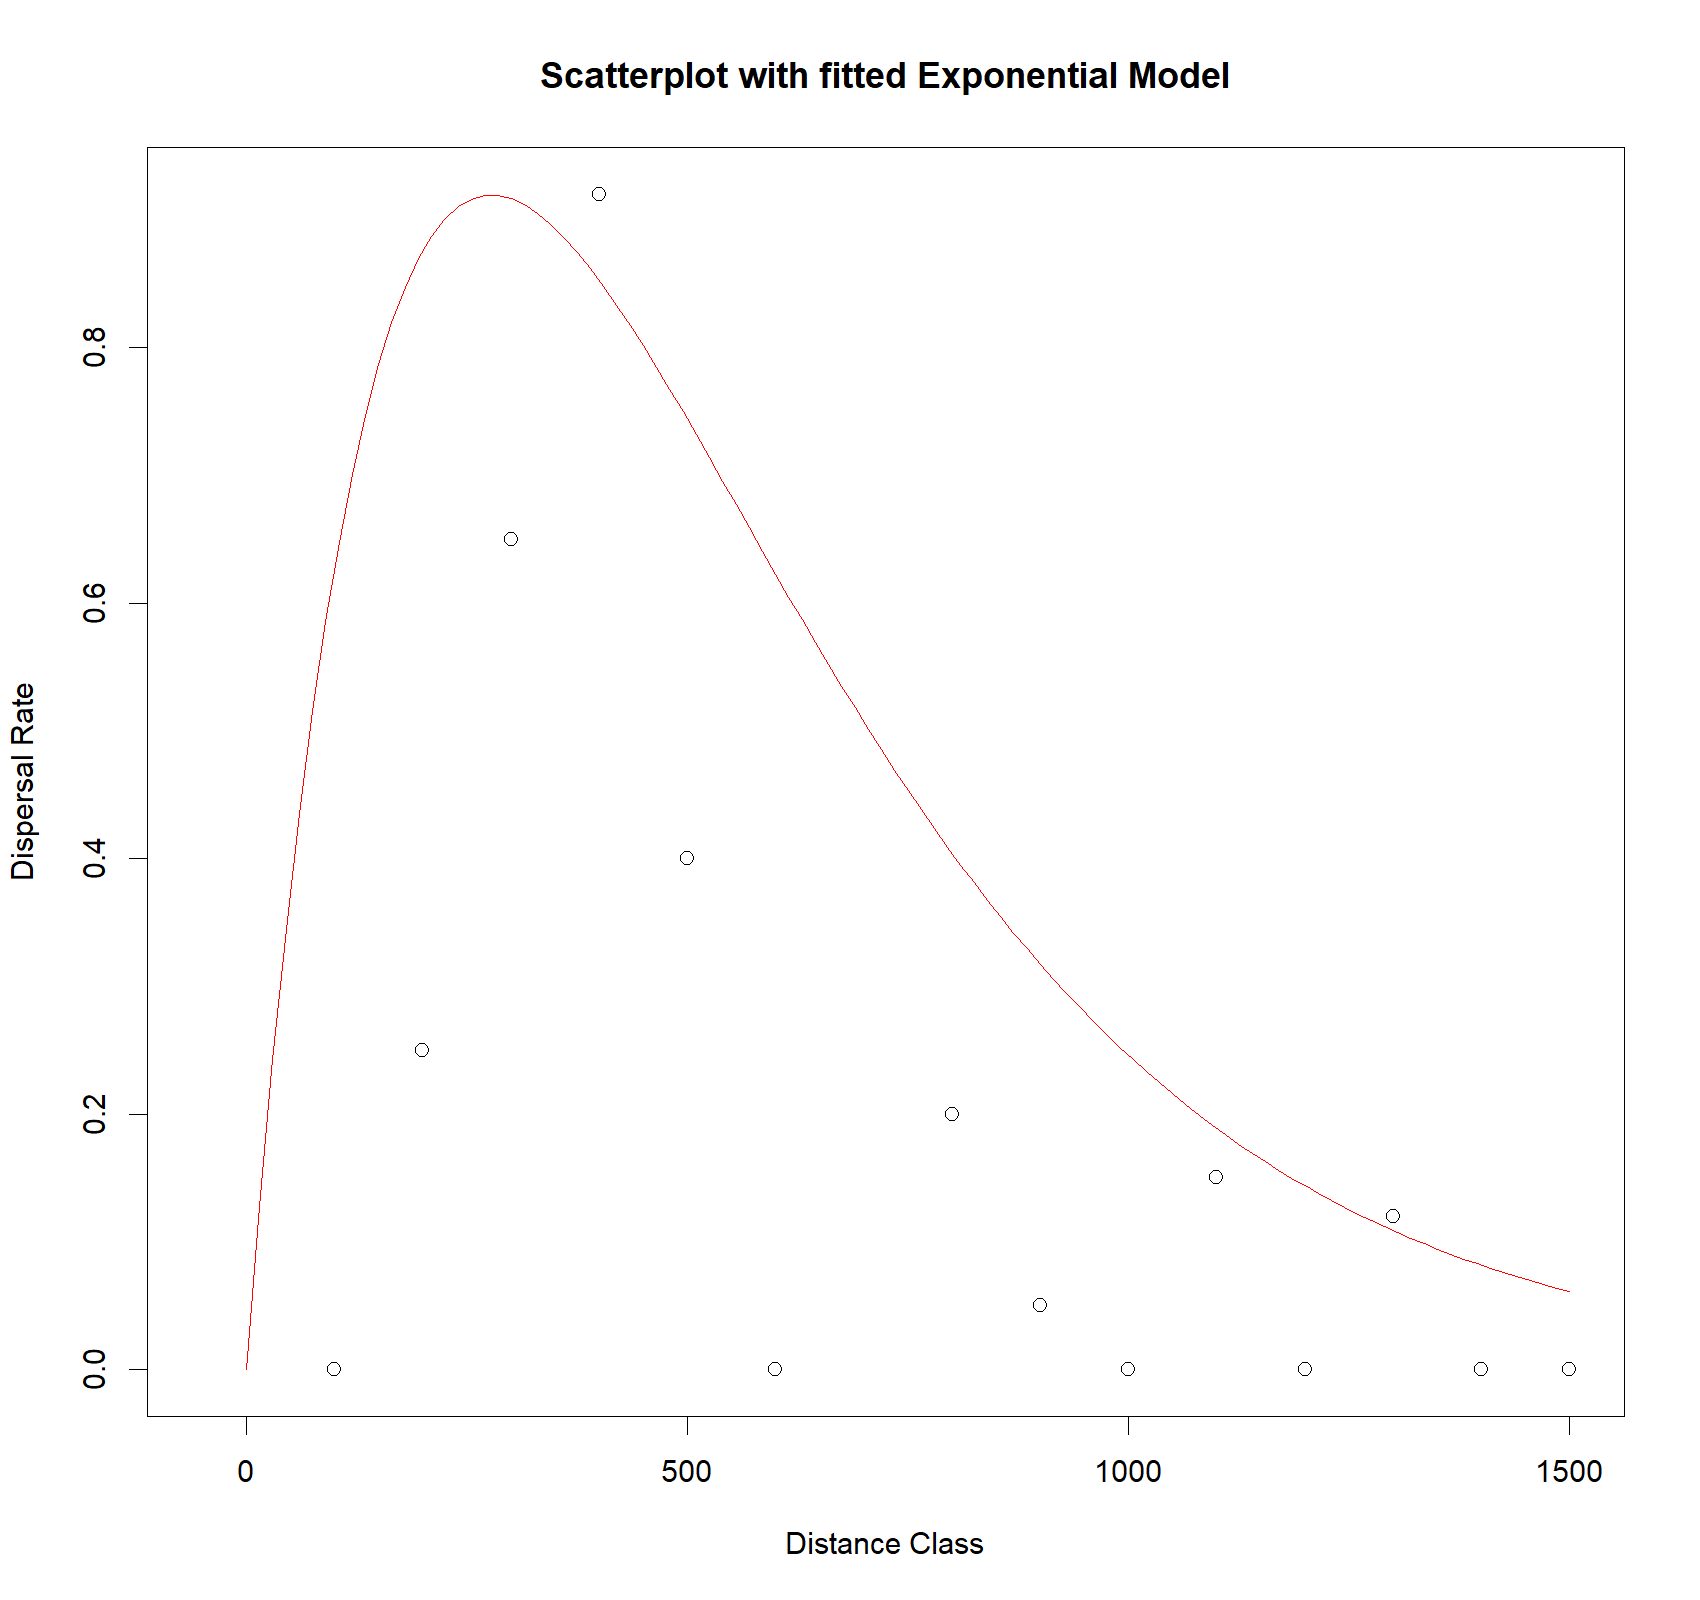 Scatterplot with fitted Exponential Model
Dispersal Rate
0.8
0.6
0.4
0.2
0.0
0 500 1000 1500
Distance Class